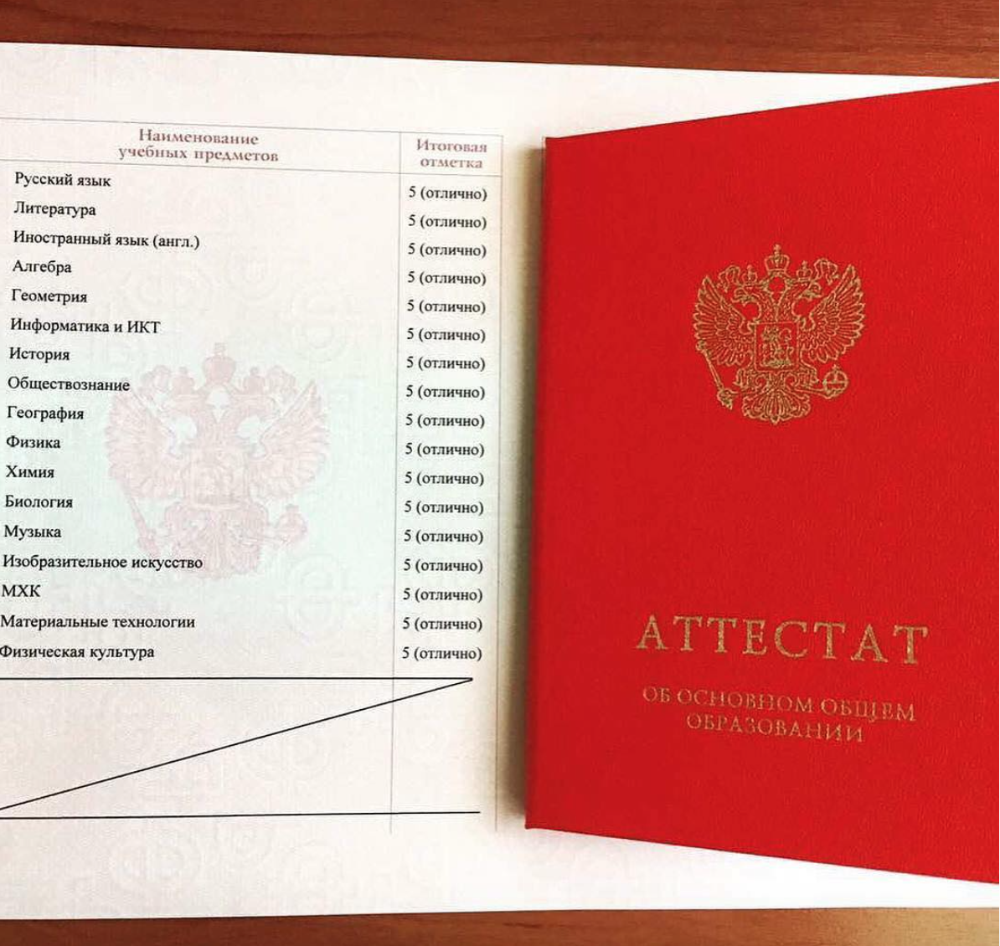 Наименование
учебных предметов
Итоговая
отметка
Русский язык 5 (отлично)
Литература 5 (отлично)
Иностранный язык (англ.) 5 (отлично)
Алгебра 5 (отлично)
Геометрия 5 (отлично)
Информатика и ИКТ 5 (отлично)
История 5 (отлично)
Обществознание 5 (отлично)
География 5 (отлично)
Физика 5 (отлично)
Химия 5 (отлично)
Биология 5 (отлично)
Музыка 5 (отлично)
Изобразительное искусство 5 (отлично)
МХК 5 (отлично)
Материальные технологии 5 (отлично)
Физическая культура 5 (отлично)
АТТЕСТАТ
ОБ ОСНОВНОМ ОБЩЕМ
ОБРАЗОВАНИИ